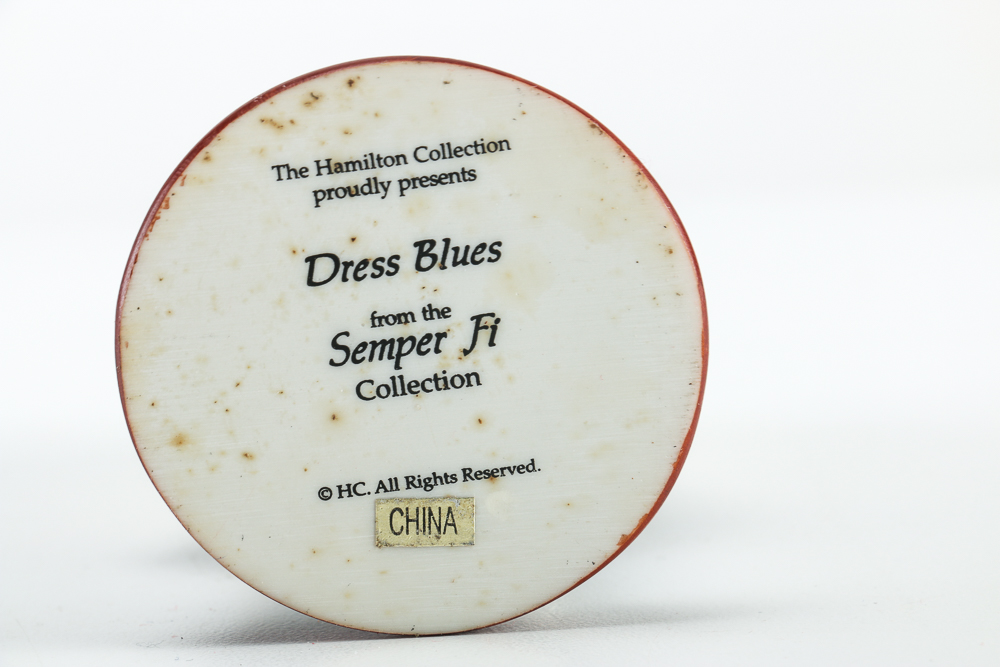 The Hamilton Collection
proudly presents
Dress Blues
from the
Semper Fi
Collection
© HC. All Rights Reserved.
CHINA